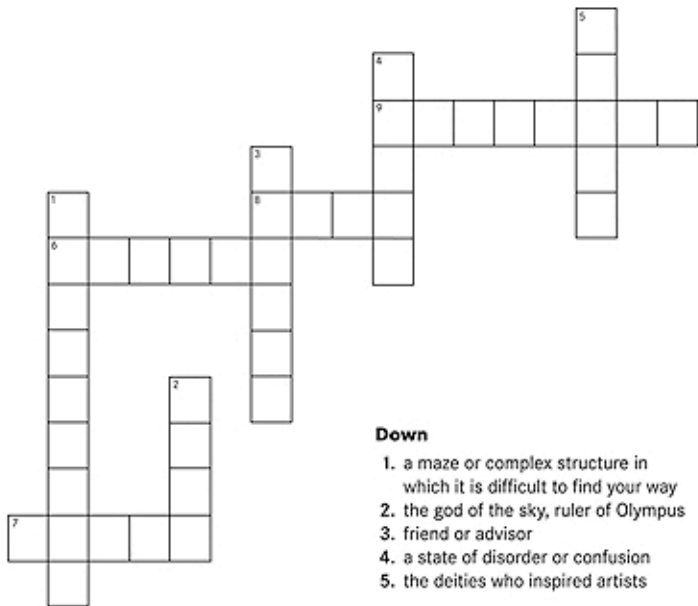 5
4
9
3
1
8
6
2
7
Down
1. a maze or complex structure in
which it is difficult to find your way
2. the god of the sky, ruler of Olympus
3. friend or advisor
4. a state of disorder or confusion
5. the deities who inspired artists